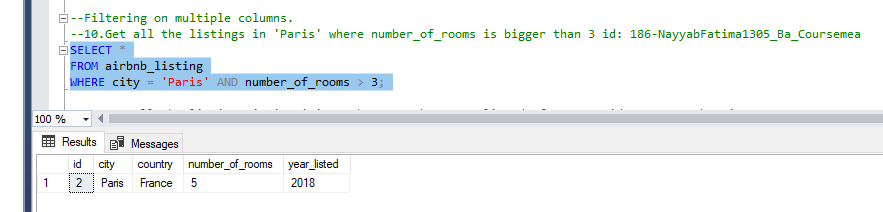 --Filtering on multiple columns.
--10.Get all the listings in 'Paris' where number_of_rooms is bigger than 3 id: 186-NayyabFatima1305_Ba_Coursemea
SELECT *
FROM airbnb_listing
WHERE city = 'Paris' AND number_of_rooms > 3;
100 %
Results Messages
id city country number_of_rooms year_listed
1 2 Paris France 5 2018